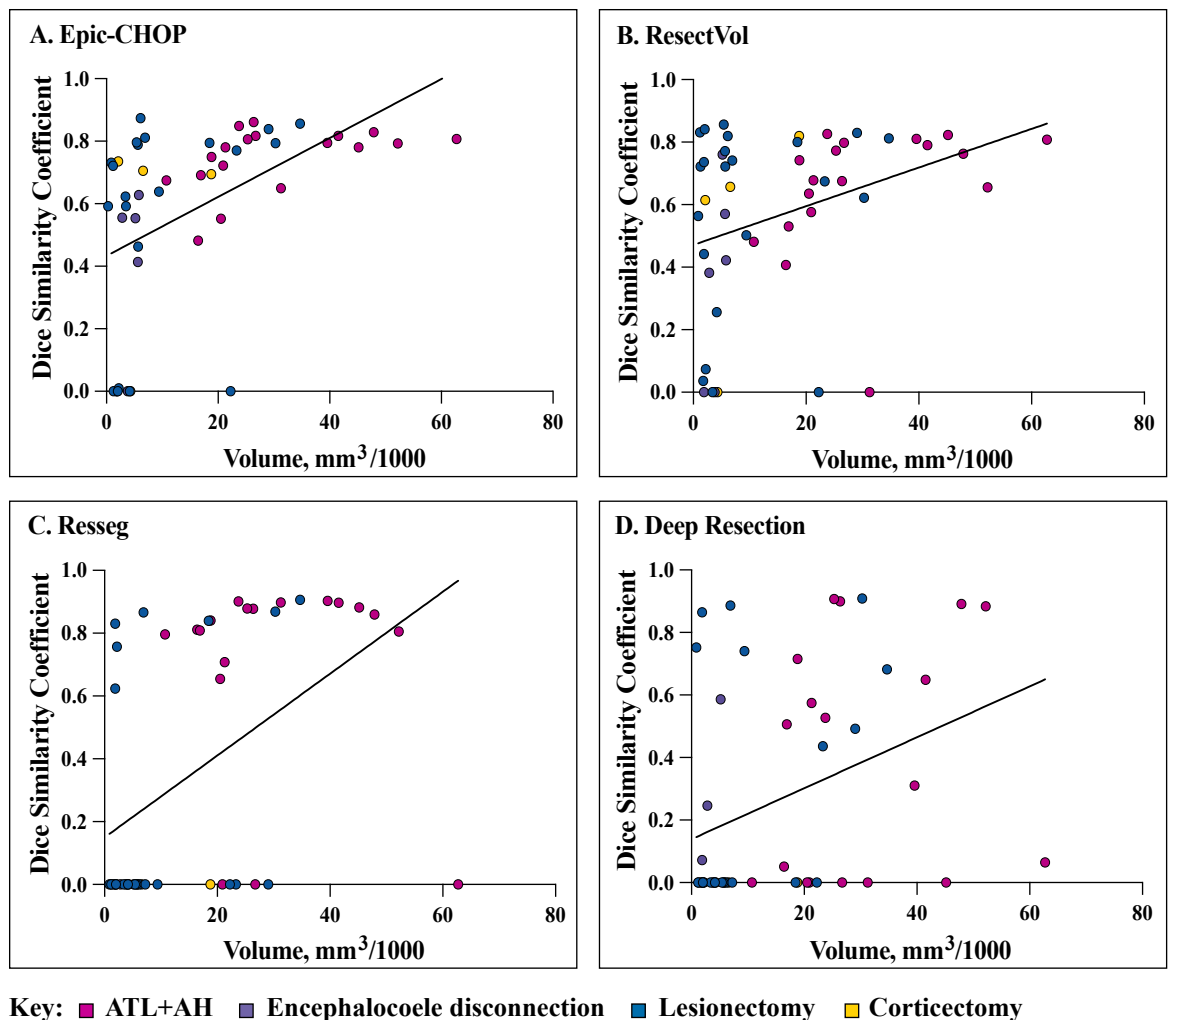 A. Epic-CHOP
Dice Similarity Coefficient
1.0
0.8
0.6
0.4
0.2
0.0
0 20 40 60 80
Volume, mm³/1000
B. ResectVol
Dice Similarity Coefficient
1.0
0.8
0.6
0.4
0.2
0.0
0 20 40 60 80
Volume, mm³/1000
C. Resseg
Dice Similarity Coefficient
1.0
0.8
0.6
0.4
0.2
0.0
0 20 40 60 80
Volume, mm³/1000
D. Deep Resection
Dice Similarity Coefficient
1.0
0.8
0.6
0.4
0.2
0.0
0 20 40 60 80
Volume, mm³/1000
Key: ATL+AH Encephalocoele disconnection Lesionectomy Corticectomy